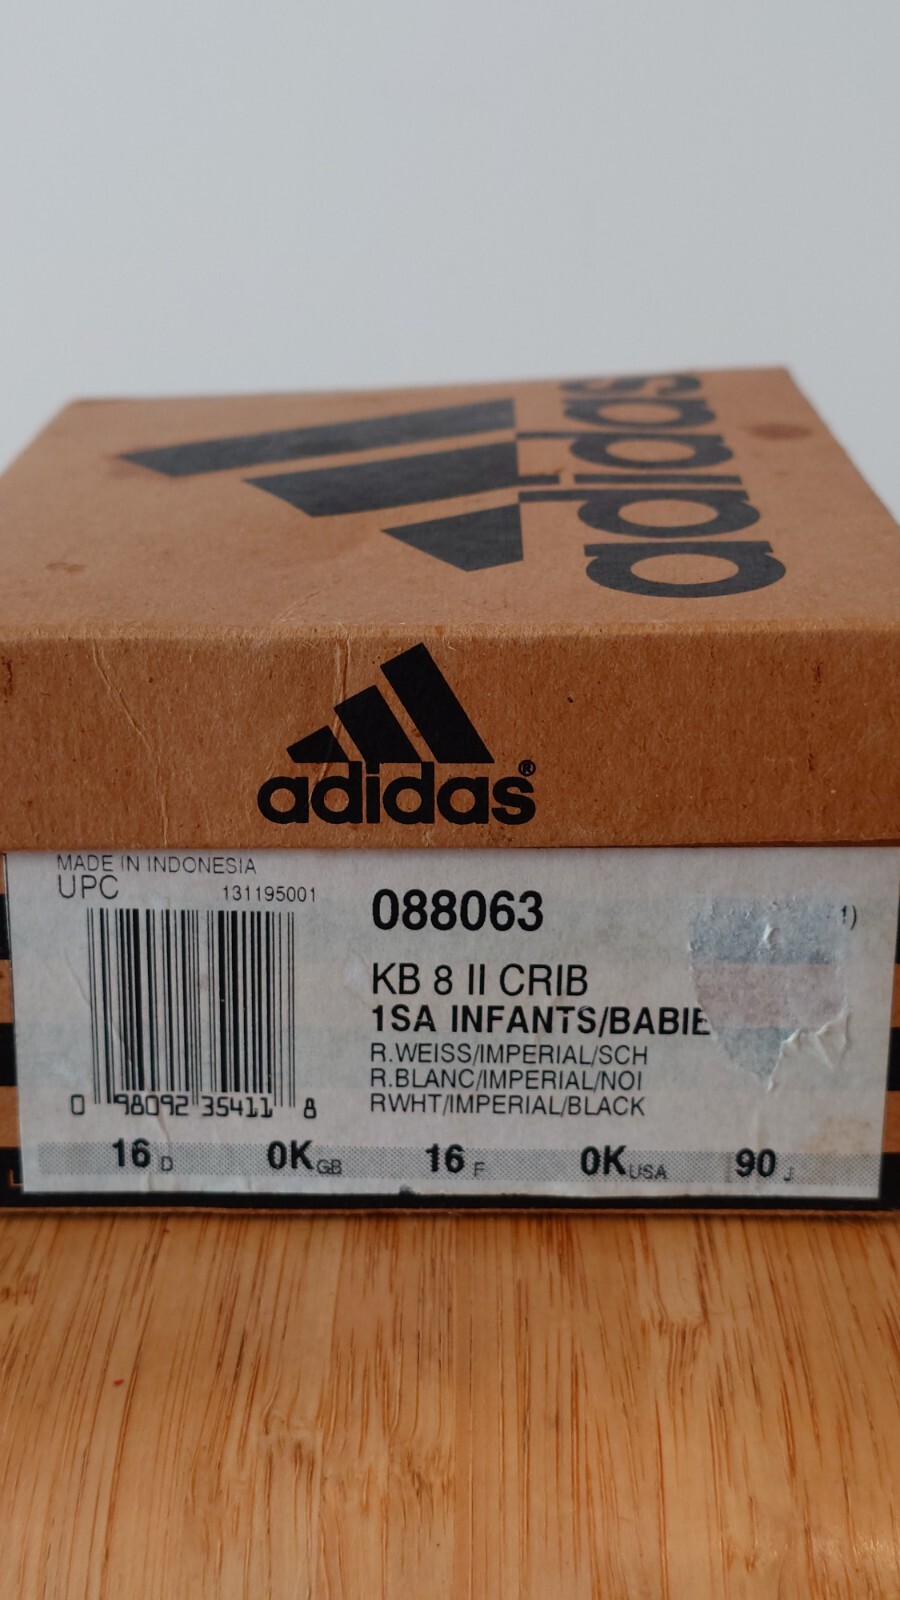 adidas
adidas®
MADE IN INDONESIA
UPC 131195001
088063 1)
KB 8 II CRIB
1SA INFANTS/BABIE
R.WEISS/IMPERIAL/SCH
R.BLANC/IMPERIAL/NOI
RWHT/IMPERIAL/BLACK
0 98092 35411 8
16 D 0K GB 16 F 0K USA 90 J